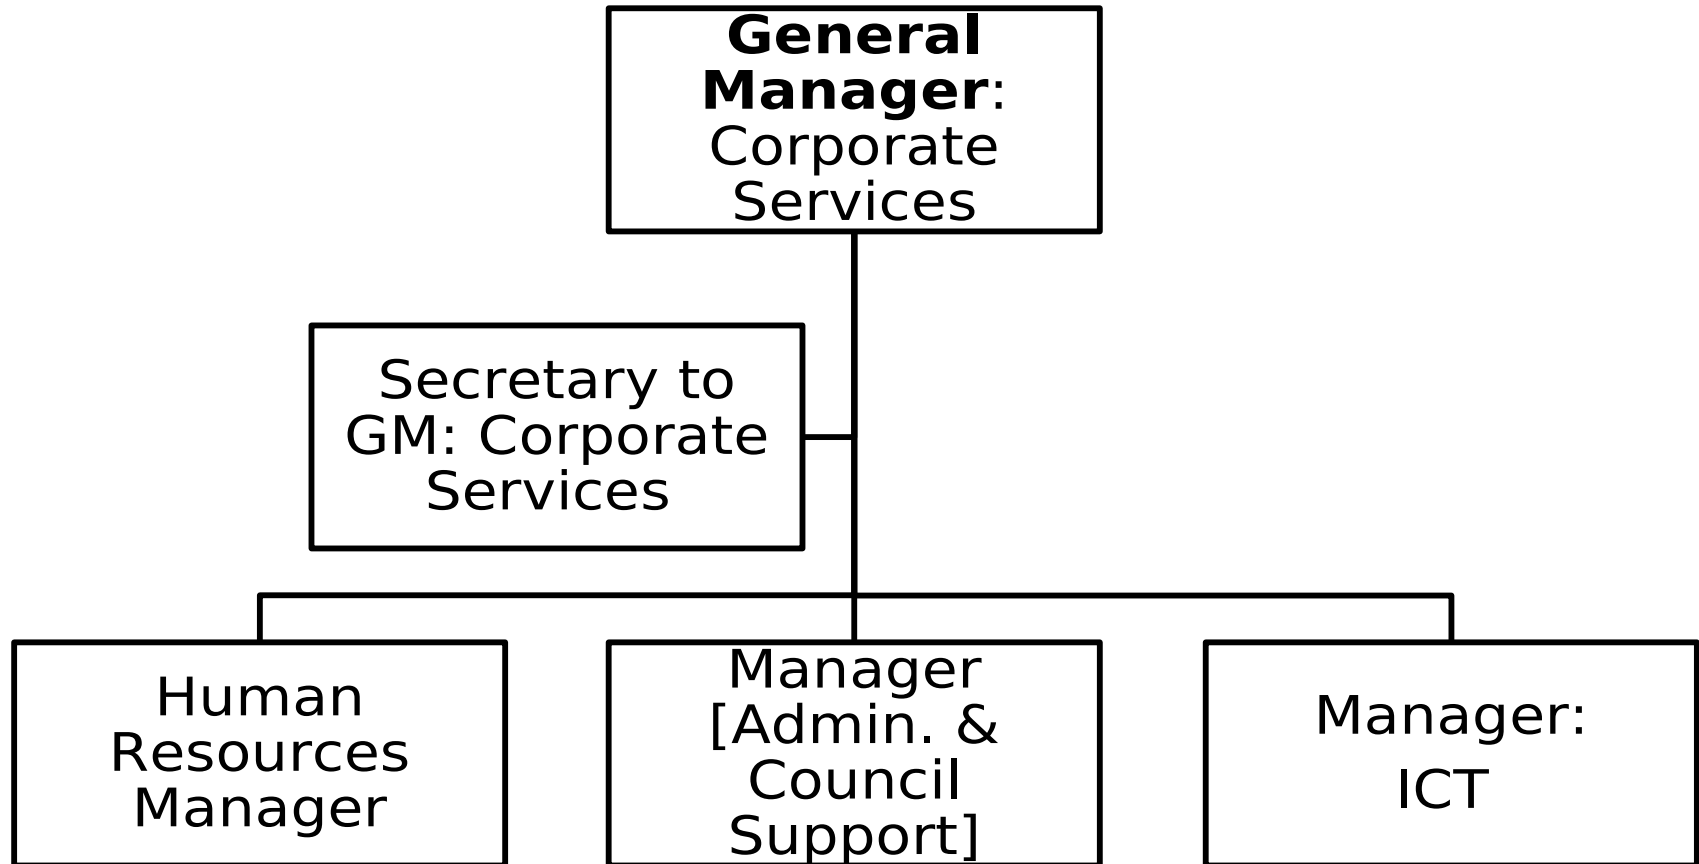 General
Manager:
Corporate
Services
Secretary to
GM: Corporate
Services
Human
Resources
Manager
Manager
[Admin. &
Council
Support]
Manager:
ICT